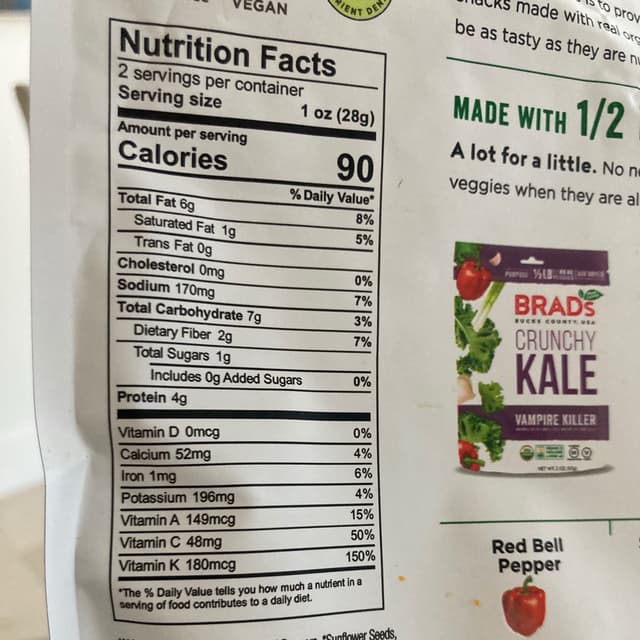 VEGAN
Nutrition Facts
2 servings per container
Serving size 1 oz (28g)
Amount per serving
Calories 90
% Daily Value*
Total Fat 6g 8%
Saturated Fat 1g 5%
Trans Fat 0g
Cholesterol 0mg 0%
Sodium 170mg 7%
Total Carbohydrate 7g 3%
Dietary Fiber 2g 7%
Total Sugars 1g
Includes 0g Added Sugars 0%
Protein 4g
Vitamin D 0mcg 0%
Calcium 52mg 4%
Iron 1mg 6%
Potassium 196mg 4%
Vitamin A 149mcg 15%
Vitamin C 48mg 50%
Vitamin K 180mcg 150%
*The % Daily Value tells you how much a nutrient in a
serving of food contributes to a daily diet.
*Sunflower Seeds,
made with real
be as tasty as they are
MADE WITH 1/2
A lot for a little. No
veggies when they are
BRAD'S
BUCKS COUNTY, USA
CRUNCHY
KALE
VAMPIRE KILLER
Red Bell
Pepper